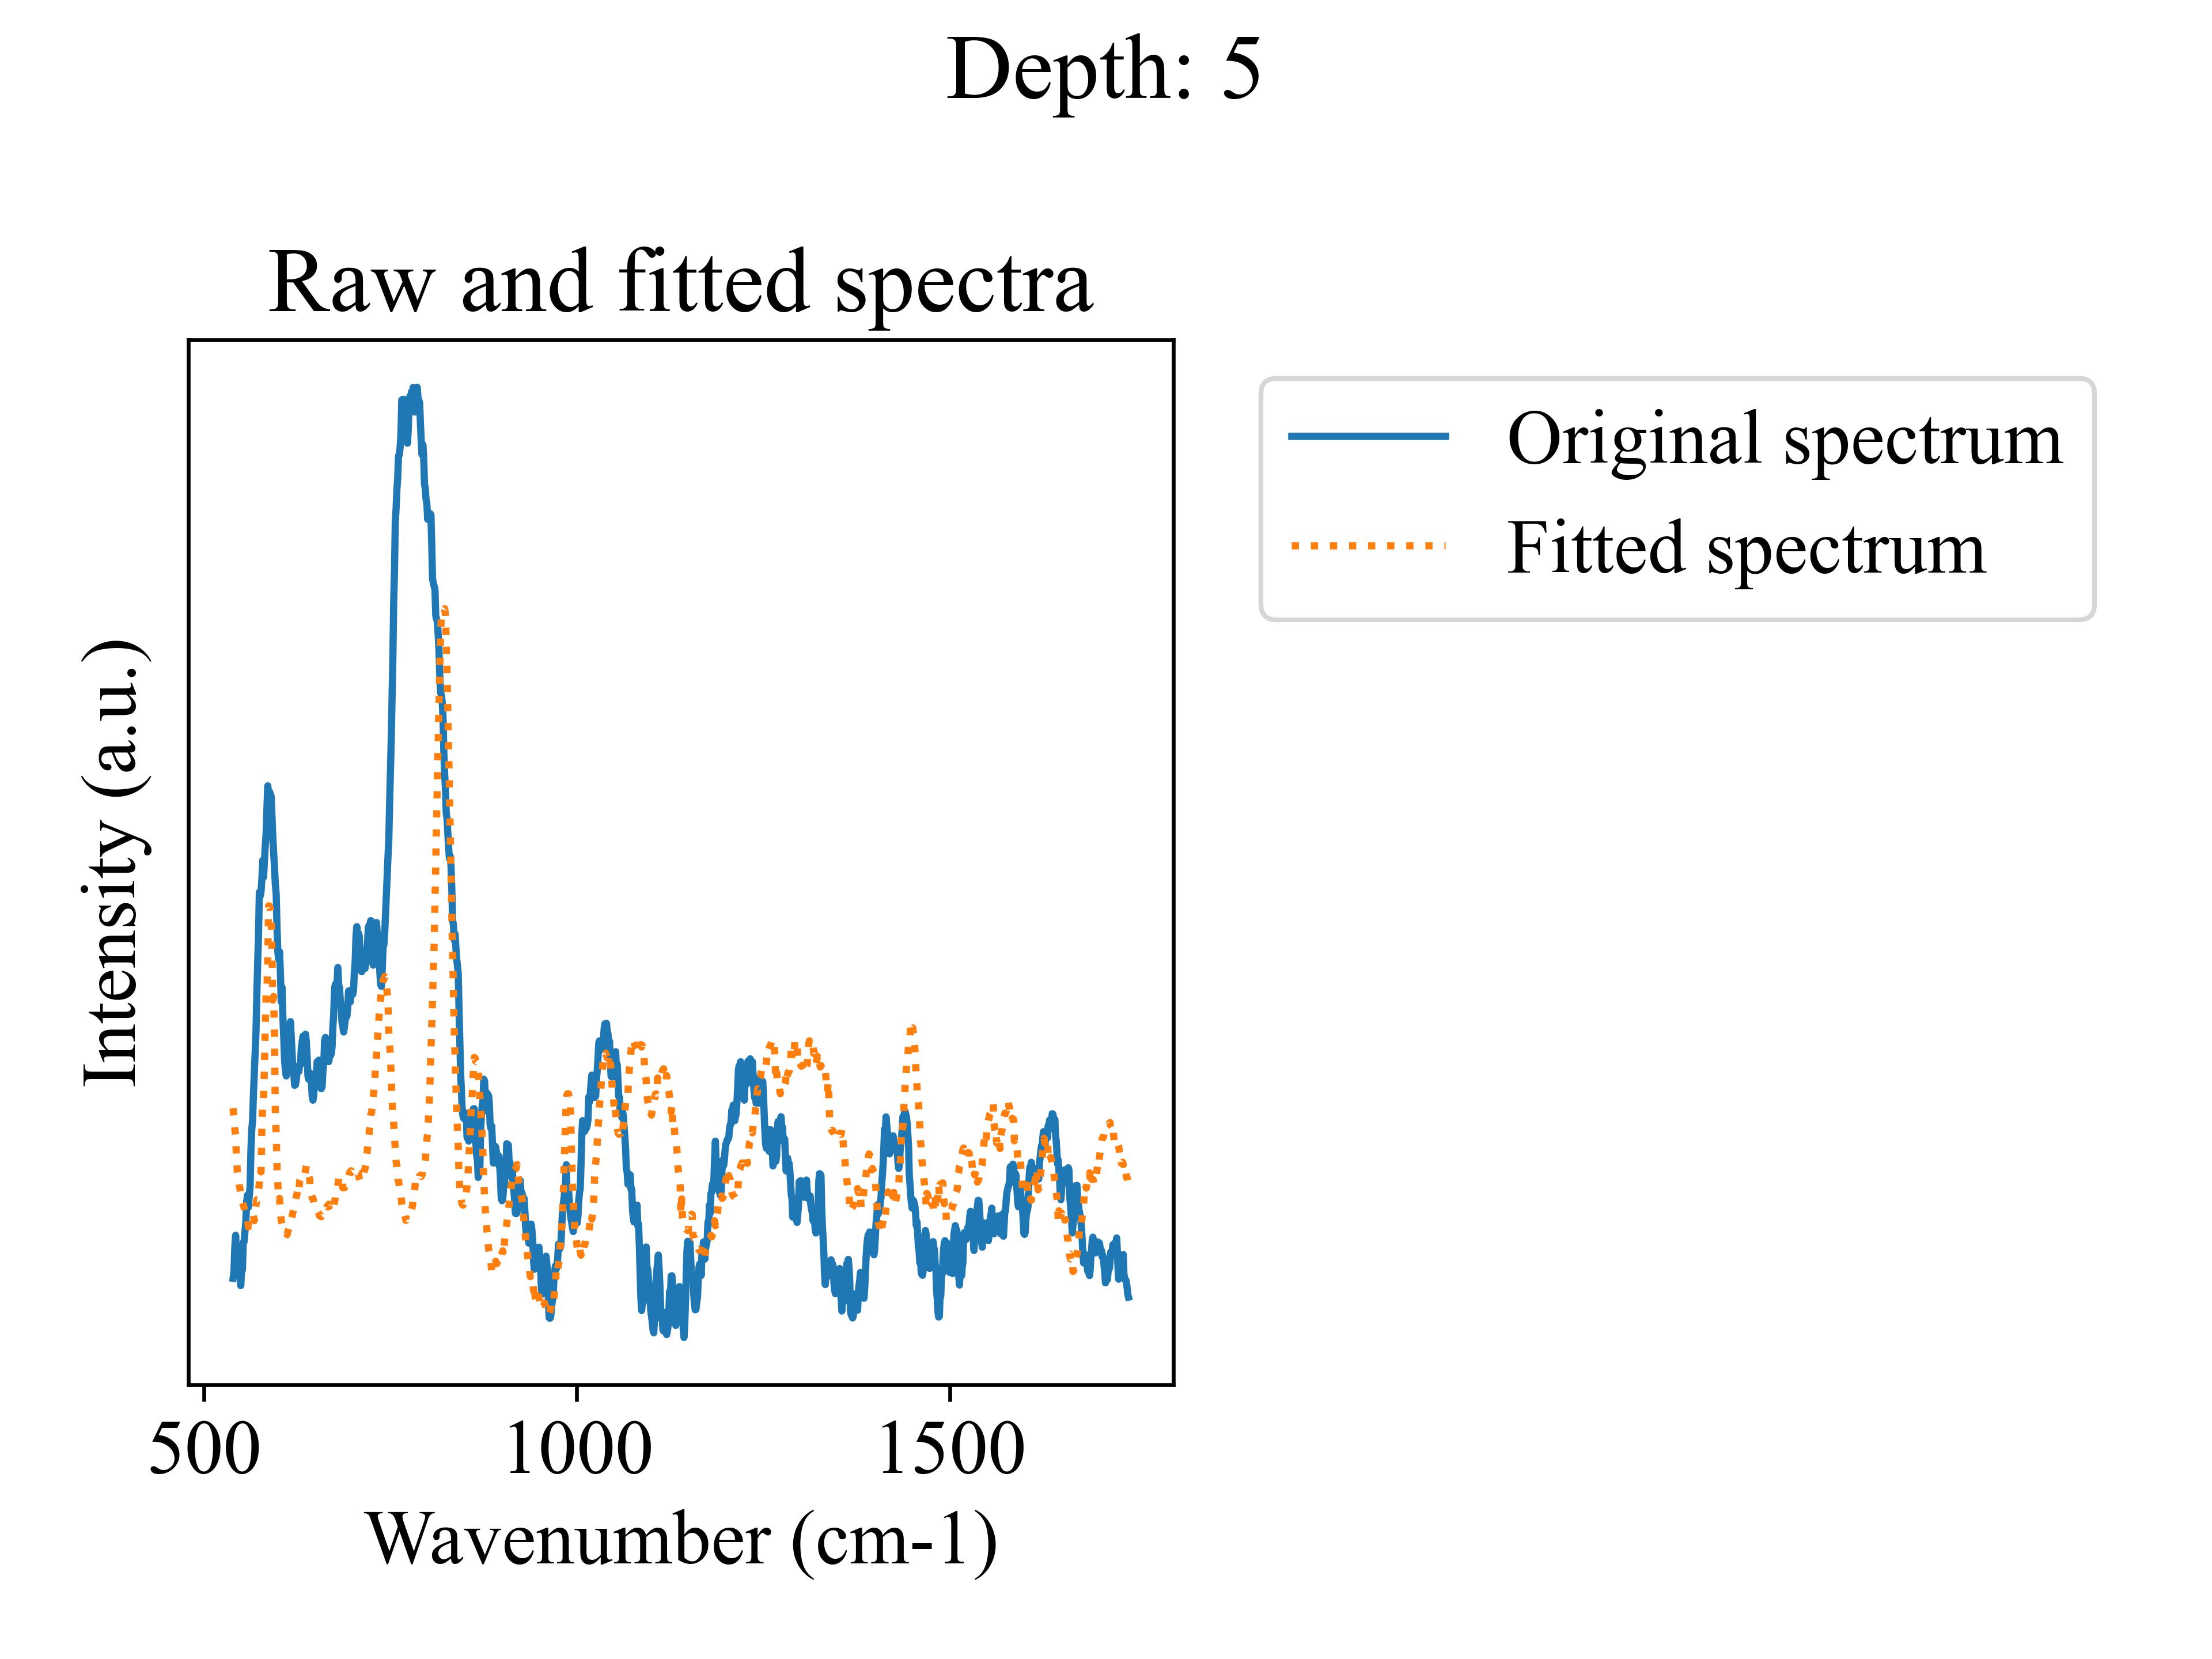 Depth: 5
Raw and fitted spectra
Original spectrum
Fitted spectrum
Intensity (a.u.)
500 1000 1500
Wavenumber (cm-1)